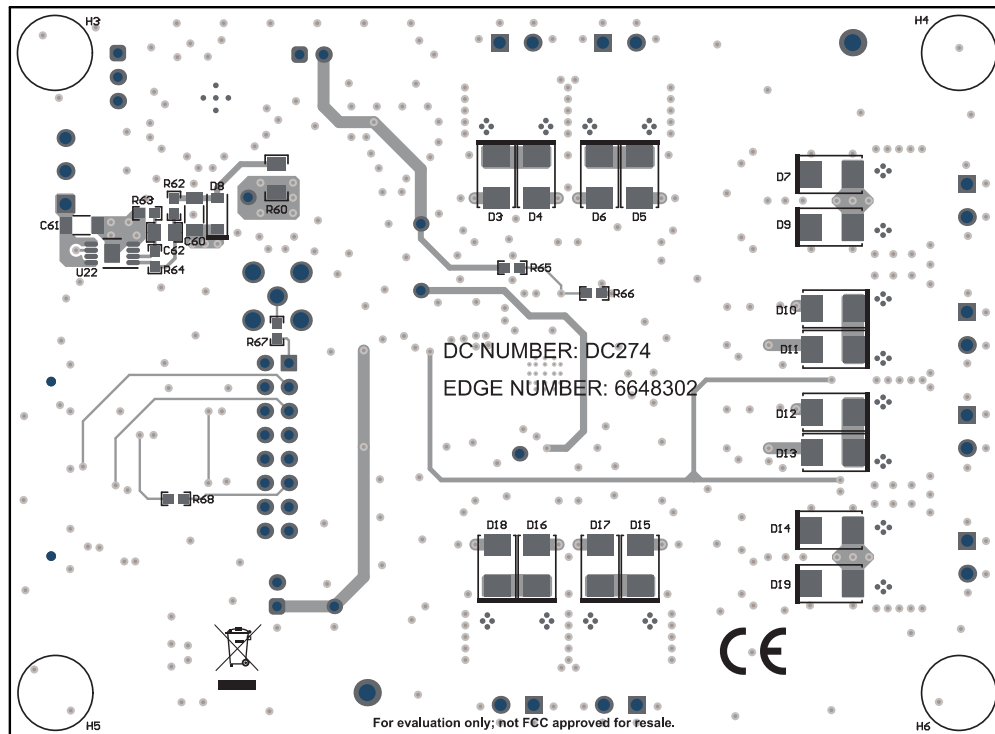 H3
H4
R62
D8
R63
C61
R60
C60
C62
U22
R64
D3
D4
D6
D5
D7
D9
R65
R66
R67
D10
D11
DC NUMBER: DC274
EDGE NUMBER: 6648302
D12
D13
R68
D18
D16
D17
D15
D14
D19
CE
H5
For evaluation only; not FCC approved for resale.
H6